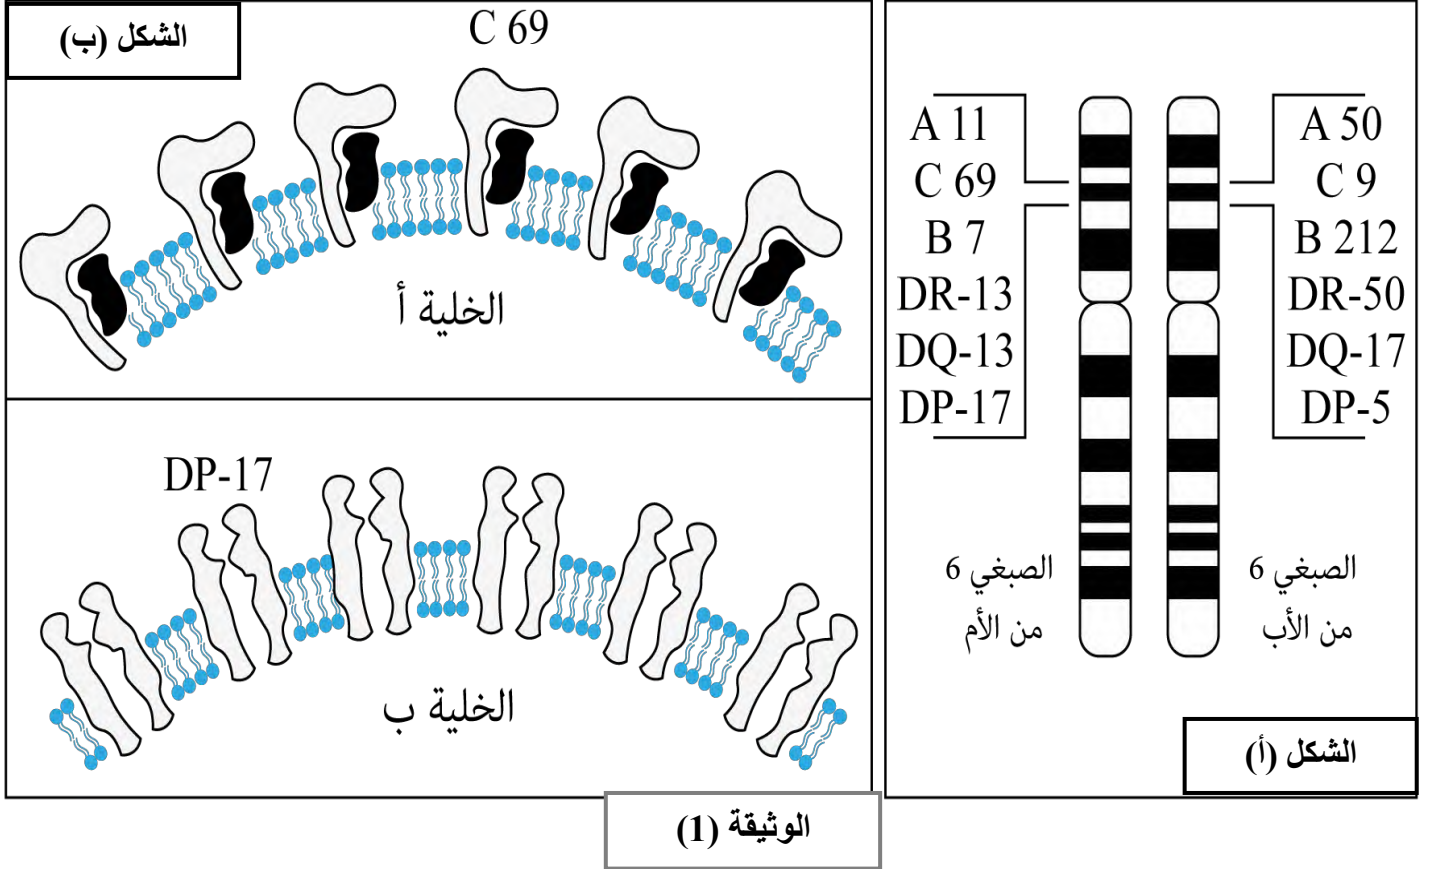 الشكل (ب)
C 69
الخلية أ
DP-17
الخلية ب
A 50
C 9
B 212
DR-50
DQ-17
DP-5
A 11
C 69
B 7
DR-13
DQ-13
DP-17
الصبغي 6
من الأب
الصبغي 6
من الأم
الشكل (أ)
الوثيقة (1)